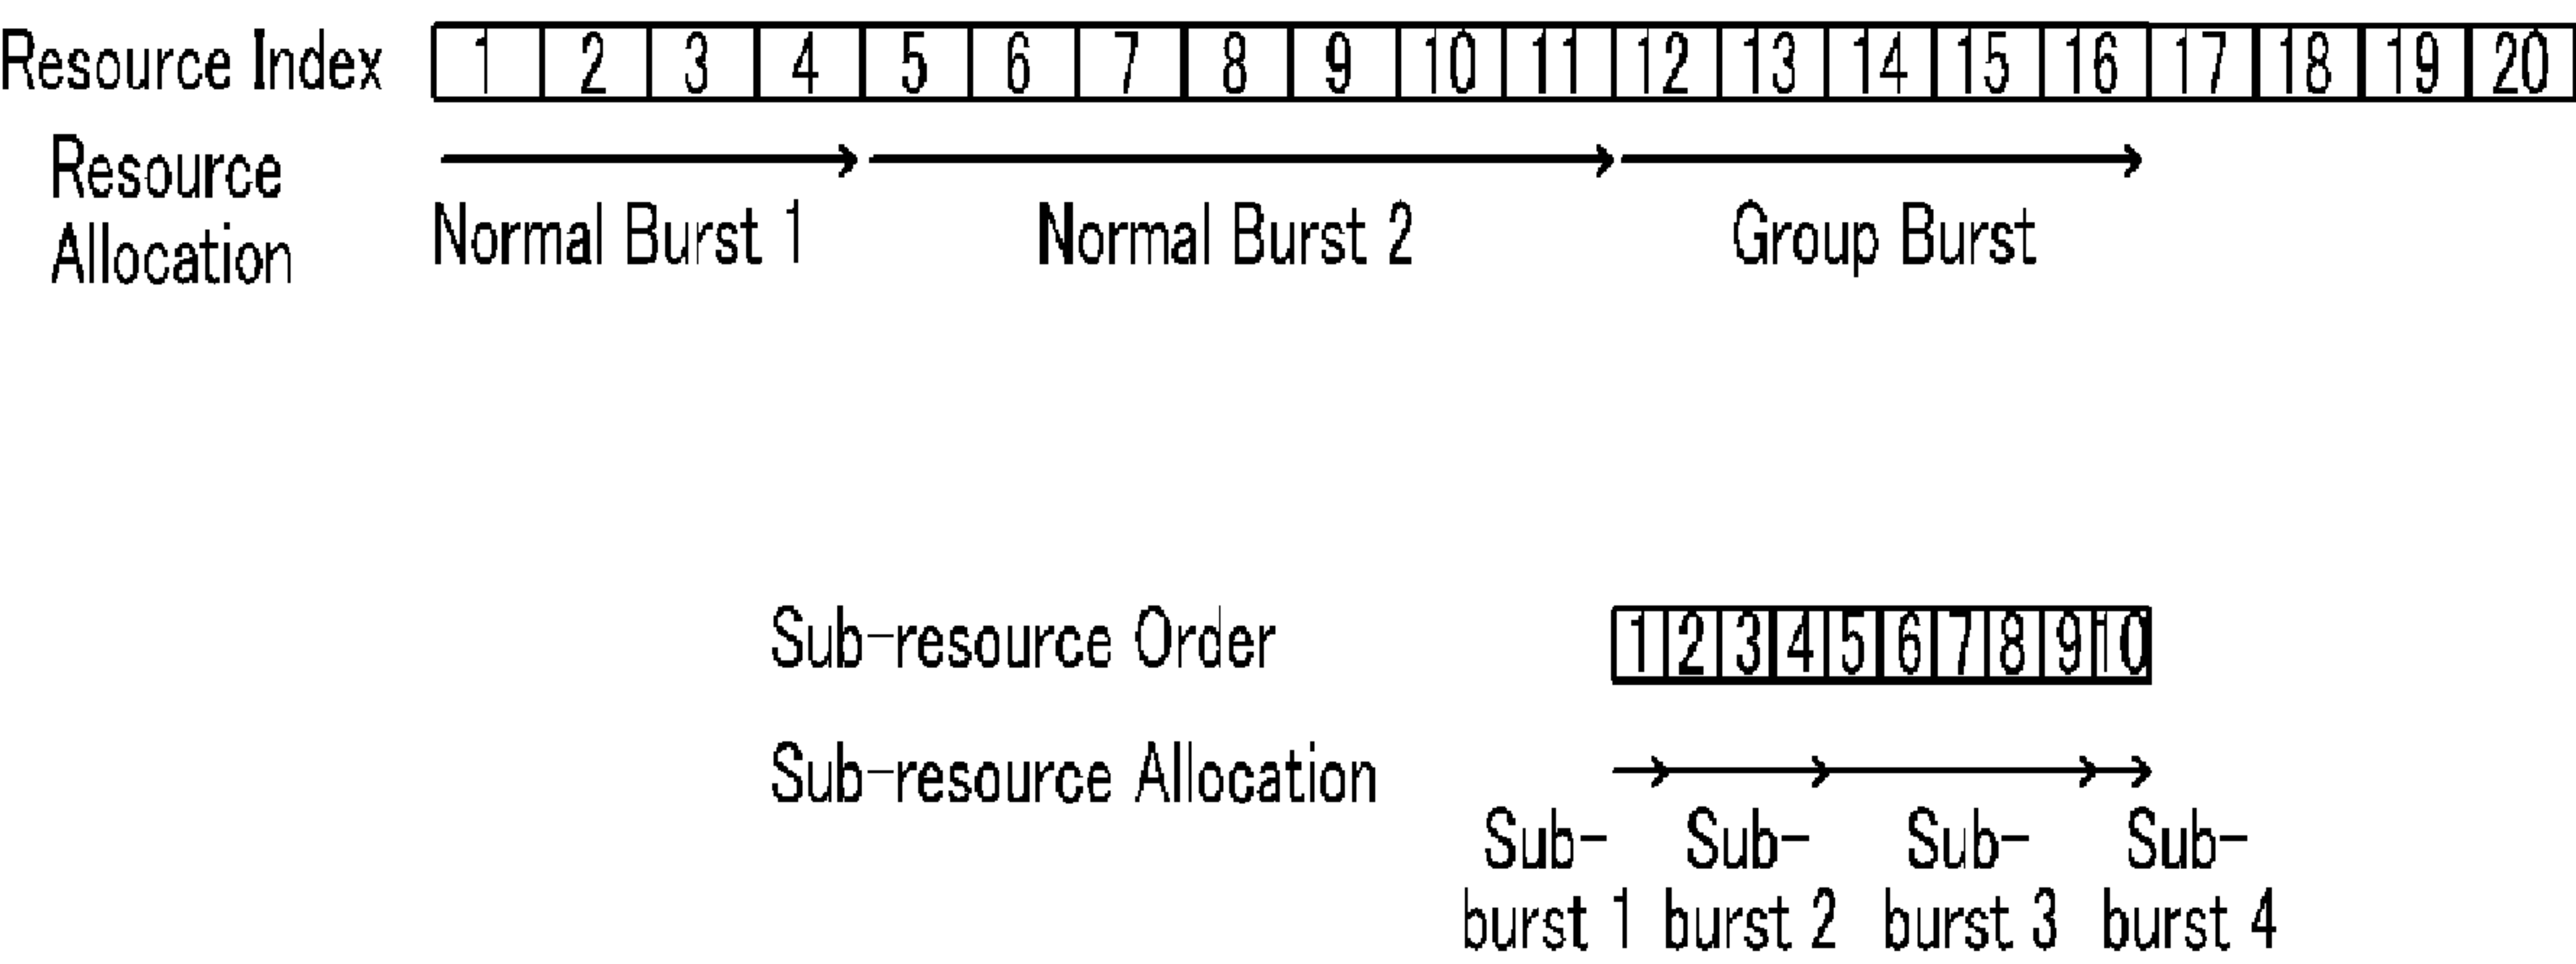 Resource Index 1 2 3 4 5 6 7 8 9 10 11 12 13 14 15 16 17 18 19 20
Resource
Allocation
Normal Burst 1 Normal Burst 2 Group Burst
Sub-resource Order 1 2 3 4 5 6 7 8 9 10
Sub-resource Allocation
Sub- Sub- Sub- Sub-
burst 1 burst 2 burst 3 burst 4